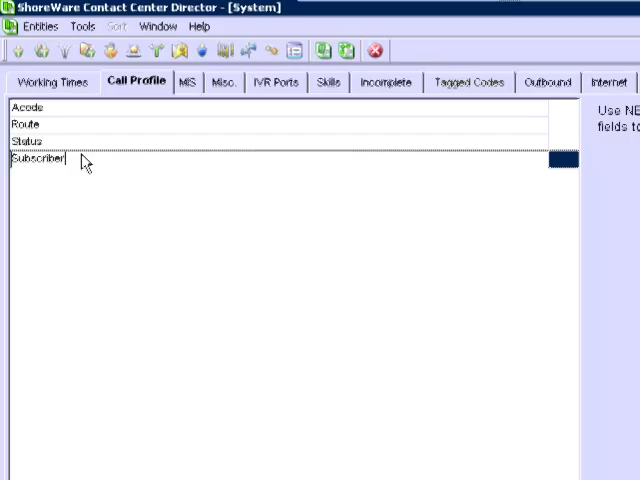 ShoreWare Contact Center Director - [System]
Entities Tools Sort Window Help
Working Times Call Profile MIS Misc. IVR Ports Skills Incomplete Tagged Codes Outbound Internet
Acode
Route
Status
Subscriber
Use NE
fields to